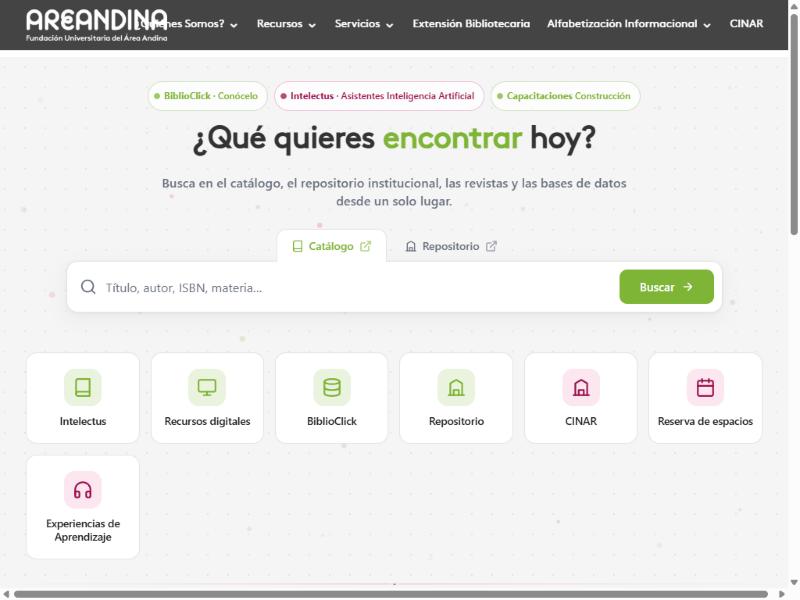 AREANDINA
Fundación Universitaria del Área Andina
¿Quiénes Somos?
Recursos
Servicios
Extensión Bibliotecaria
Alfabetización Informacional
CINAR
BiblioClick · Conócelo
Intelectus · Asistentes Inteligencia Artificial
Capacitaciones Construcción
¿Qué quieres encontrar hoy?
Busca en el catálogo, el repositorio institucional, las revistas y las bases de datos
desde un solo lugar.
Catálogo
Repositorio
Título, autor, ISBN, materia...
Buscar
Intelectus
Recursos digitales
BiblioClick
Repositorio
CINAR
Reserva de espacios
Experiencias de
Aprendizaje